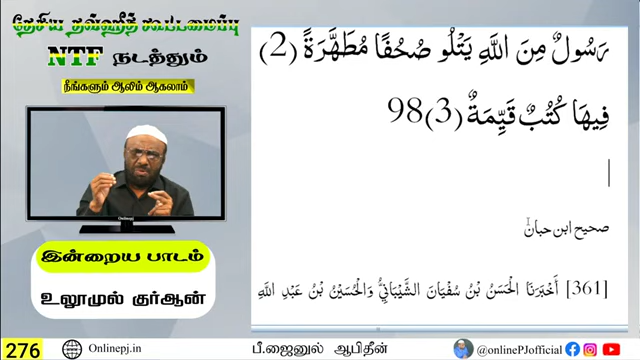 தேசிய தவ்ஹீத் கூட்டமைப்பு
NTF நடத்தும்
நீங்களும் ஆலிம் ஆகலாம்
Onlinepj
இன்றைய பாடம்
உலூமுல் குர்ஆன்
رَسُولٌ مِنَ اللَّهِ يَتْلُو صُحُفًا مُطَهَّرَةً (2)
فِيهَا كُتُبٌ قَيِّمَةٌ (3) 98
صحيح ابن حبان
[361] أَخْبَرَنَا الْحَسَنُ بْنُ سُفْيَانَ الشَّيْبَانِيُّ وَالْحُسَيْنُ بْنُ عَبْدِ اللَّهِ
276
Onlinepj.in
பீ.ஜைனுல் ஆபிதீன்
@onlinePJofficial